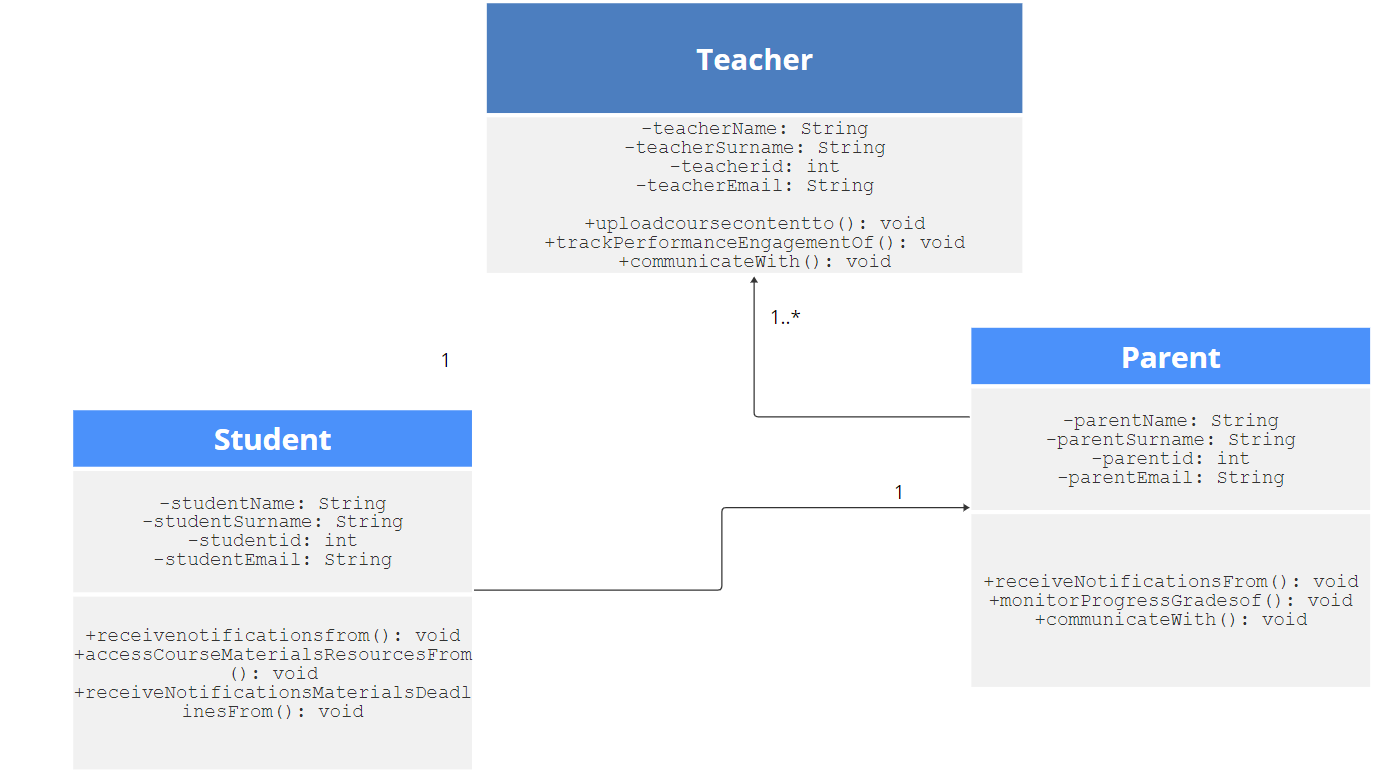 Teacher
-teacherName: String
-teacherSurname: String
-teacherid: int
-teacherEmail: String
+uploadcoursecontentto(): void
+trackPerformanceEngagementOf(): void
+communicateWith(): void
1..*
1
Parent
-parentName: String
-parentSurname: String
-parentid: int
-parentEmail: String
+receiveNotificationsFrom(): void
+monitorProgressGradesof(): void
+communicateWith(): void
1
Student
-studentName: String
-studentSurname: String
-studentid: int
-studentEmail: String
+receivenotificationsfrom(): void
+accessCourseMaterialsResourcesFrom
(): void
+receiveNotificationsMaterialsDeadl
inesFrom(): void